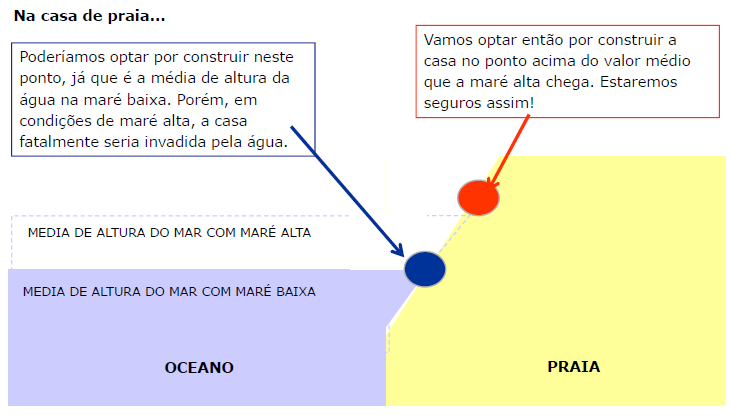 Na casa de praia...
Poderíamos optar por construir neste
ponto, já que é a média de altura da
água na maré baixa. Porém, em
condições de maré alta, a casa
fatalmente seria invadida pela água.
Vamos optar então por construir a
casa no ponto acima do valor médio
que a maré alta chega. Estaremos
seguros assim!
MEDIA DE ALTURA DO MAR COM MARÉ ALTA
MEDIA DE ALTURA DO MAR COM MARÉ BAIXA
OCEANO
PRAIA